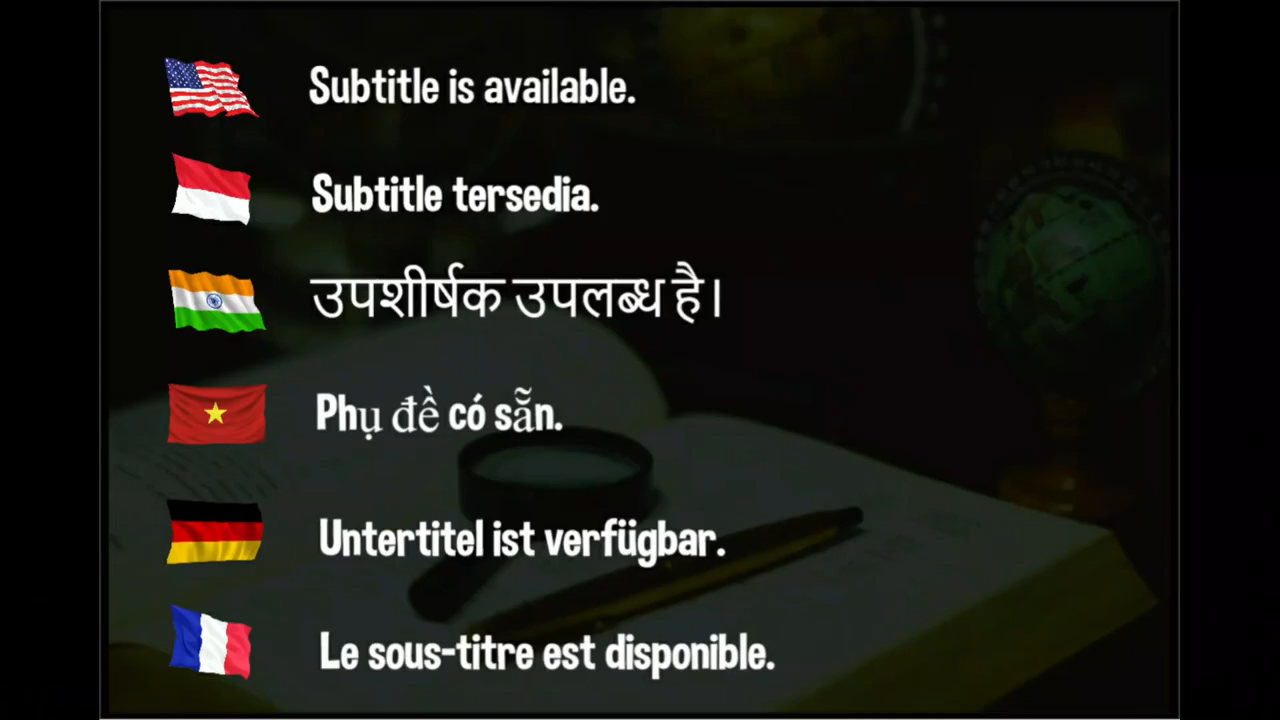 Subtitle is available.
Subtitle tersedia.
उपशीर्षक उपलब्ध है।
Phụ đề có sẵn.
Untertitel ist verfügbar.
Le sous-titre est disponible.